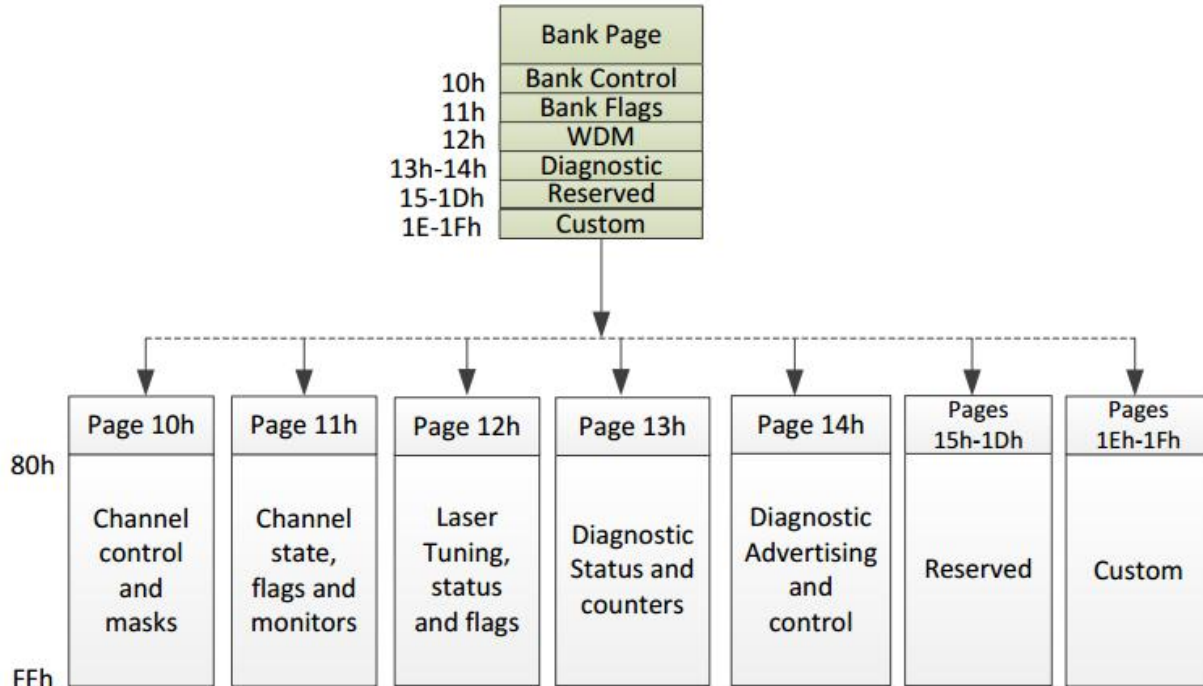 Bank Page
10h Bank Control
11h Bank Flags
12h WDM
13h-14h Diagnostic
15-1Dh Reserved
1E-1Fh Custom
Page 10h
Page 11h
Page 12h
Page 13h
Page 14h
Pages
15h-1Dh
Pages
1Eh-1Fh
80h
Channel
control
and
masks
Channel
state,
flags and
monitors
Laser
Tuning,
status
and flags
Diagnostic
Status and
counters
Diagnostic
Advertising
and
control
Reserved
Custom
FFh